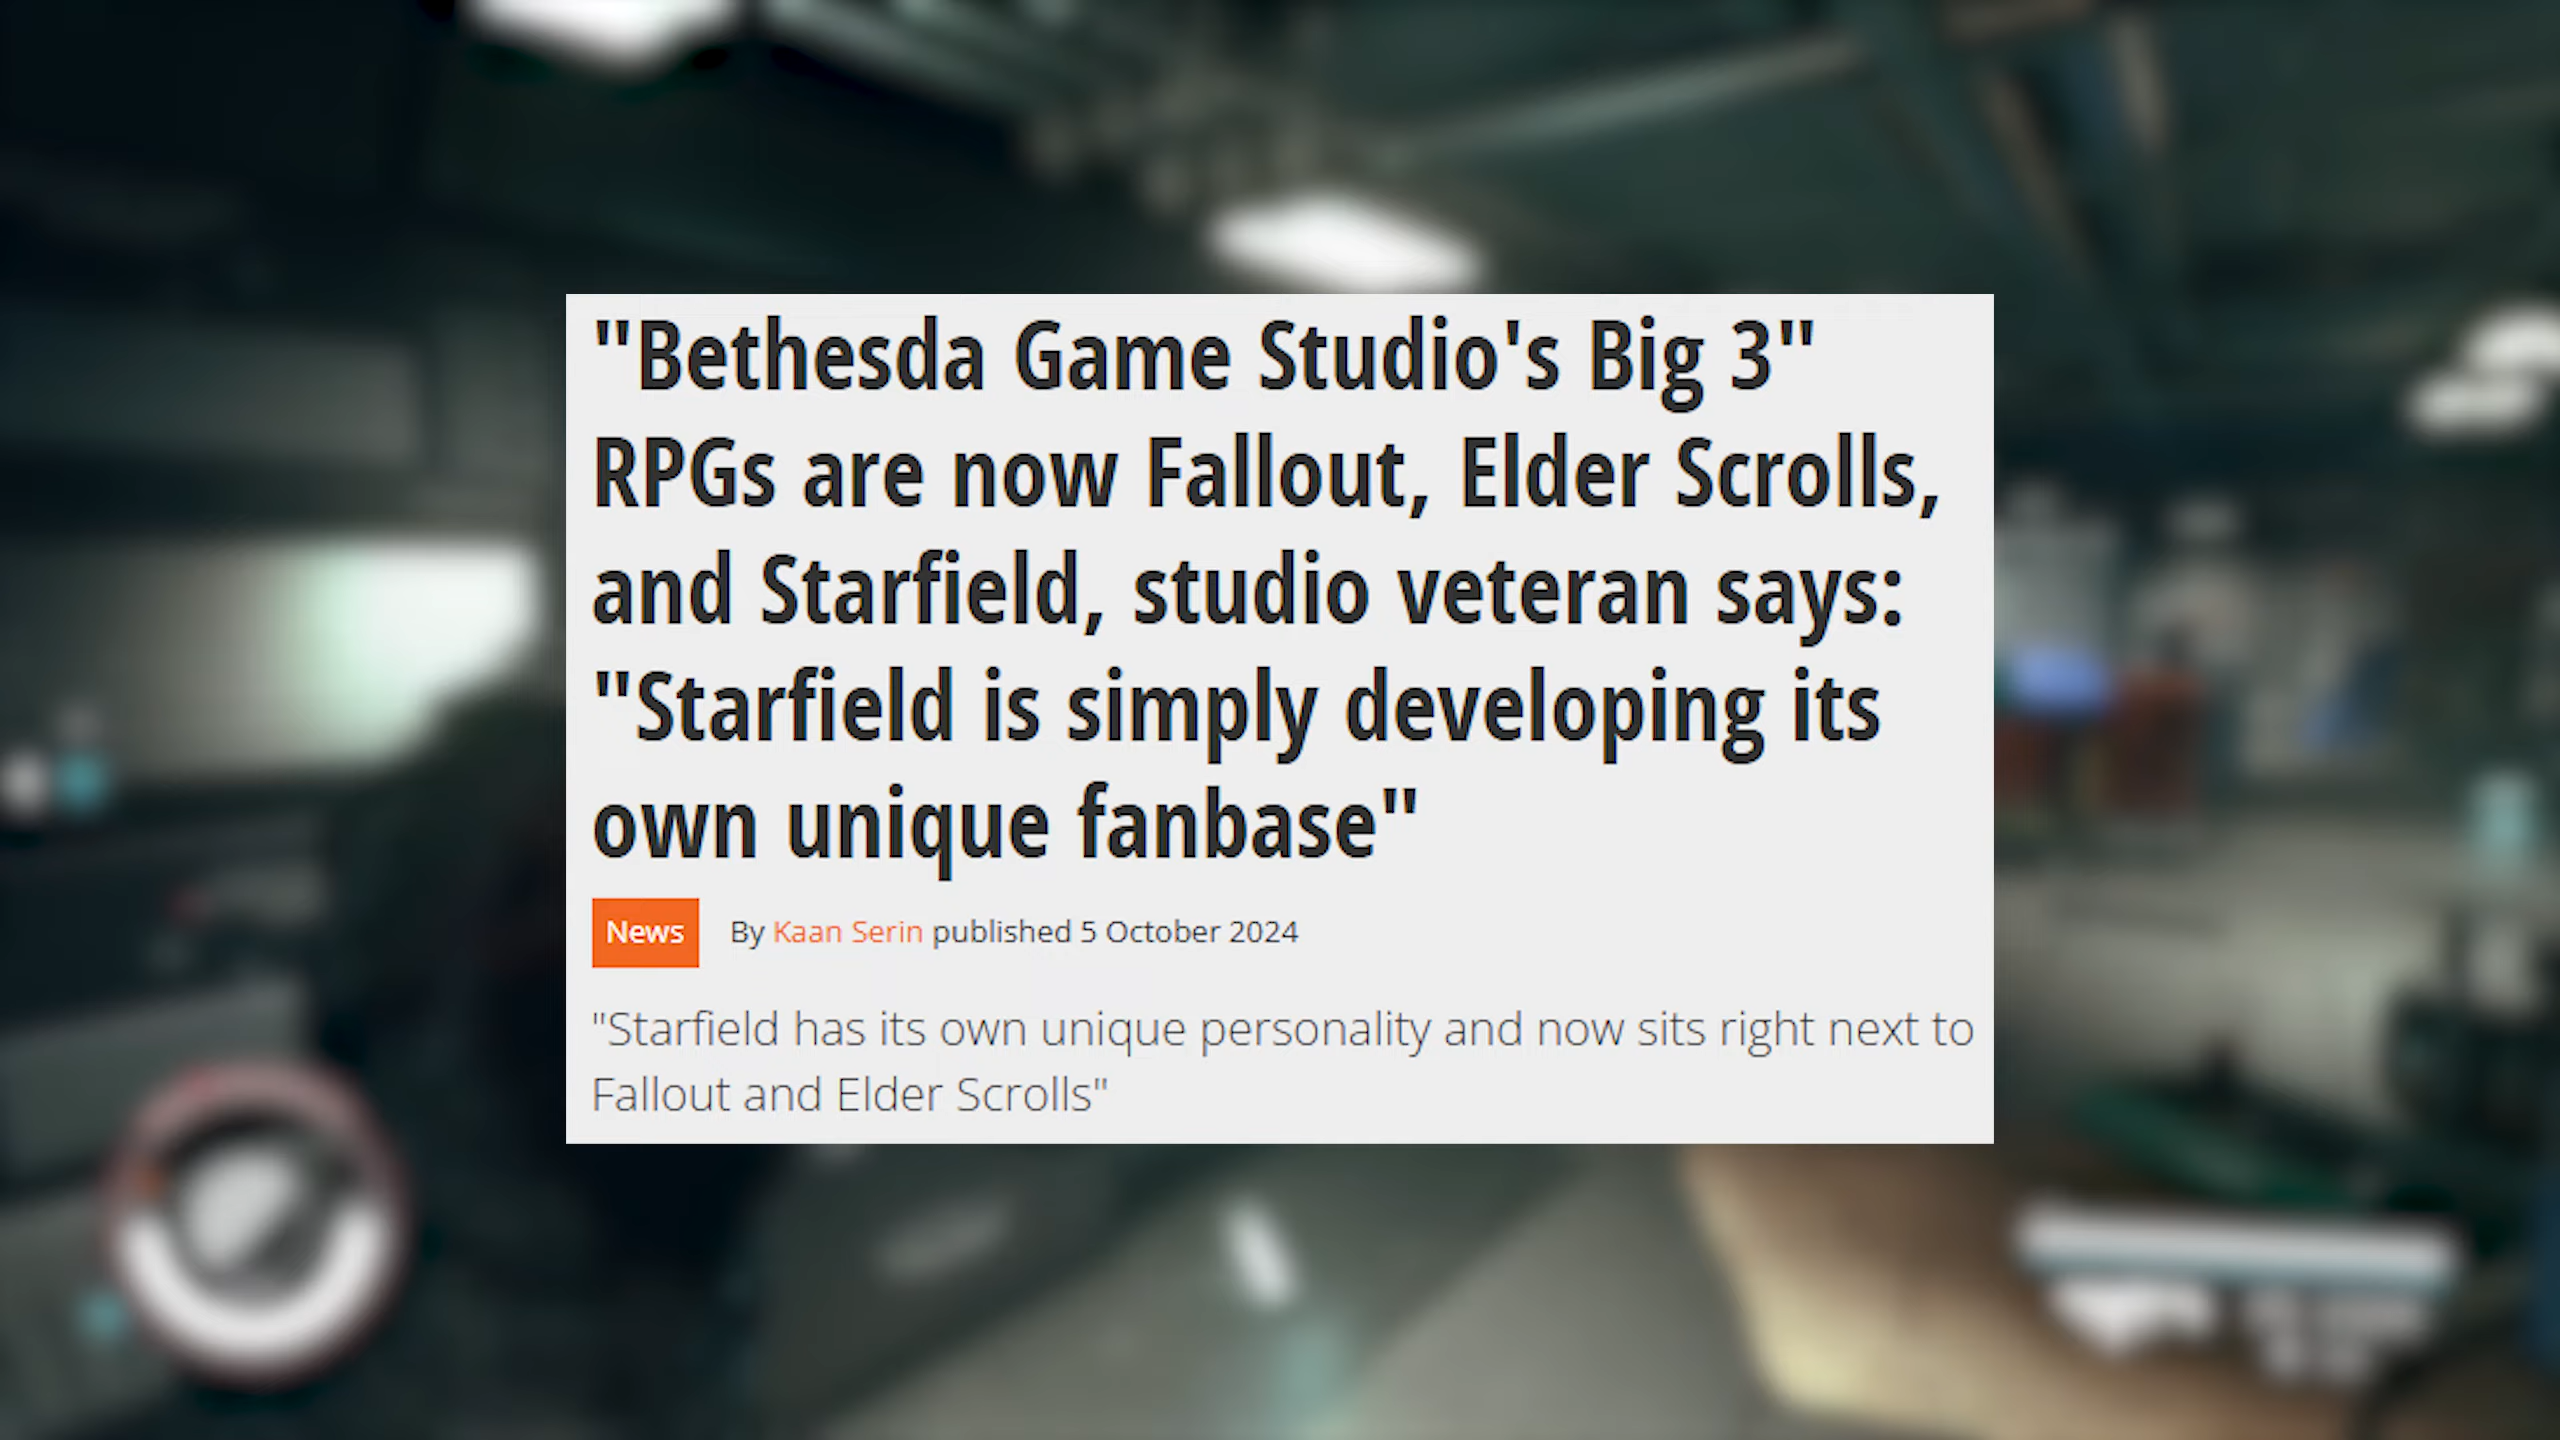 "Bethesda Game Studio's Big 3"
RPGs are now Fallout, Elder Scrolls,
and Starfield, studio veteran says:
"Starfield is simply developing its
own unique fanbase"
News By Kaan Serin published 5 October 2024
"Starfield has its own unique personality and now sits right next to
Fallout and Elder Scrolls"